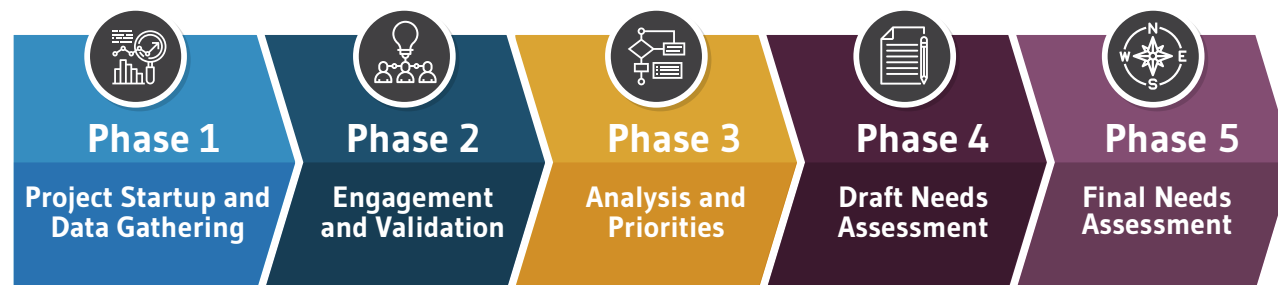 Phase 1
Project Startup and
Data Gathering
Phase 2
Engagement
and Validation
Phase 3
Analysis and
Priorities
Phase 4
Draft Needs
Assessment
N
W E
S
Phase 5
Final Needs
Assessment